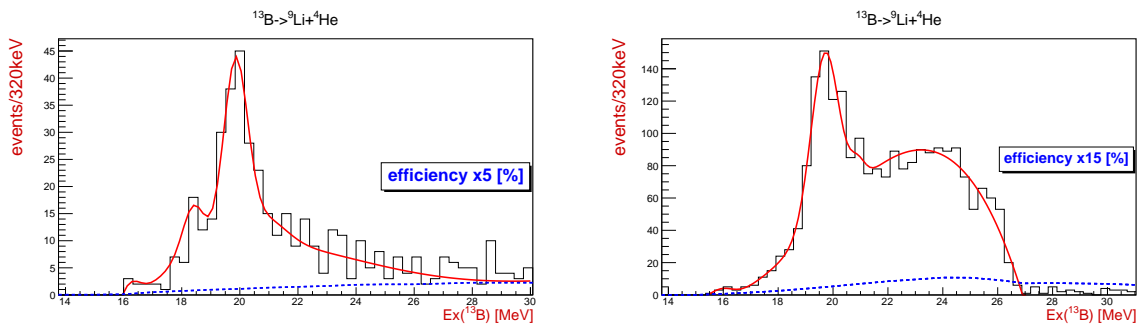 ¹³B->⁹Li+⁴He
events/320keV
45
40
35
30
25
20
15
10
5
0
efficiency x5 [%]
14 16 18 20 22 24 26 28 30
Ex(¹³B) [MeV]
¹³B->⁹Li+⁴He
events/320keV
140
120
100
80
60
40
20
0
efficiency x15 [%]
14 16 18 20 22 24 26 28 30
Ex(¹³B) [MeV]